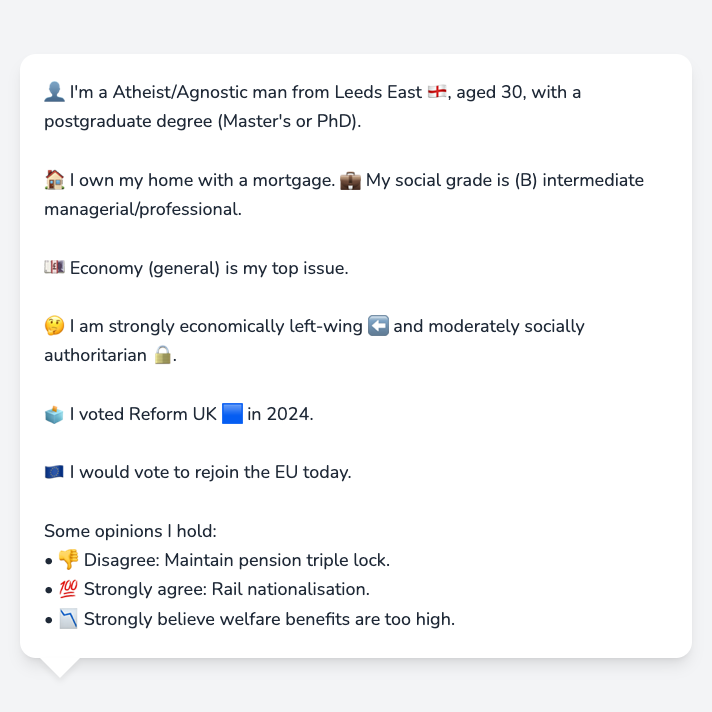 👤 I'm a Atheist/Agnostic man from Leeds East 🏴󠁧󠁢󠁥󠁮󠁧󠁿, aged 30, with a
postgraduate degree (Master's or PhD).
🏠 I own my home with a mortgage. 💼 My social grade is (B) intermediate
managerial/professional.
💷 Economy (general) is my top issue.
🤔 I am strongly economically left-wing ⬅️ and moderately socially
authoritarian 🔒.
🗳️ I voted Reform UK 🟦 in 2024.
🇪🇺 I would vote to rejoin the EU today.
Some opinions I hold:
• 👎 Disagree: Maintain pension triple lock.
• 💯 Strongly agree: Rail nationalisation.
• 📉 Strongly believe welfare benefits are too high.